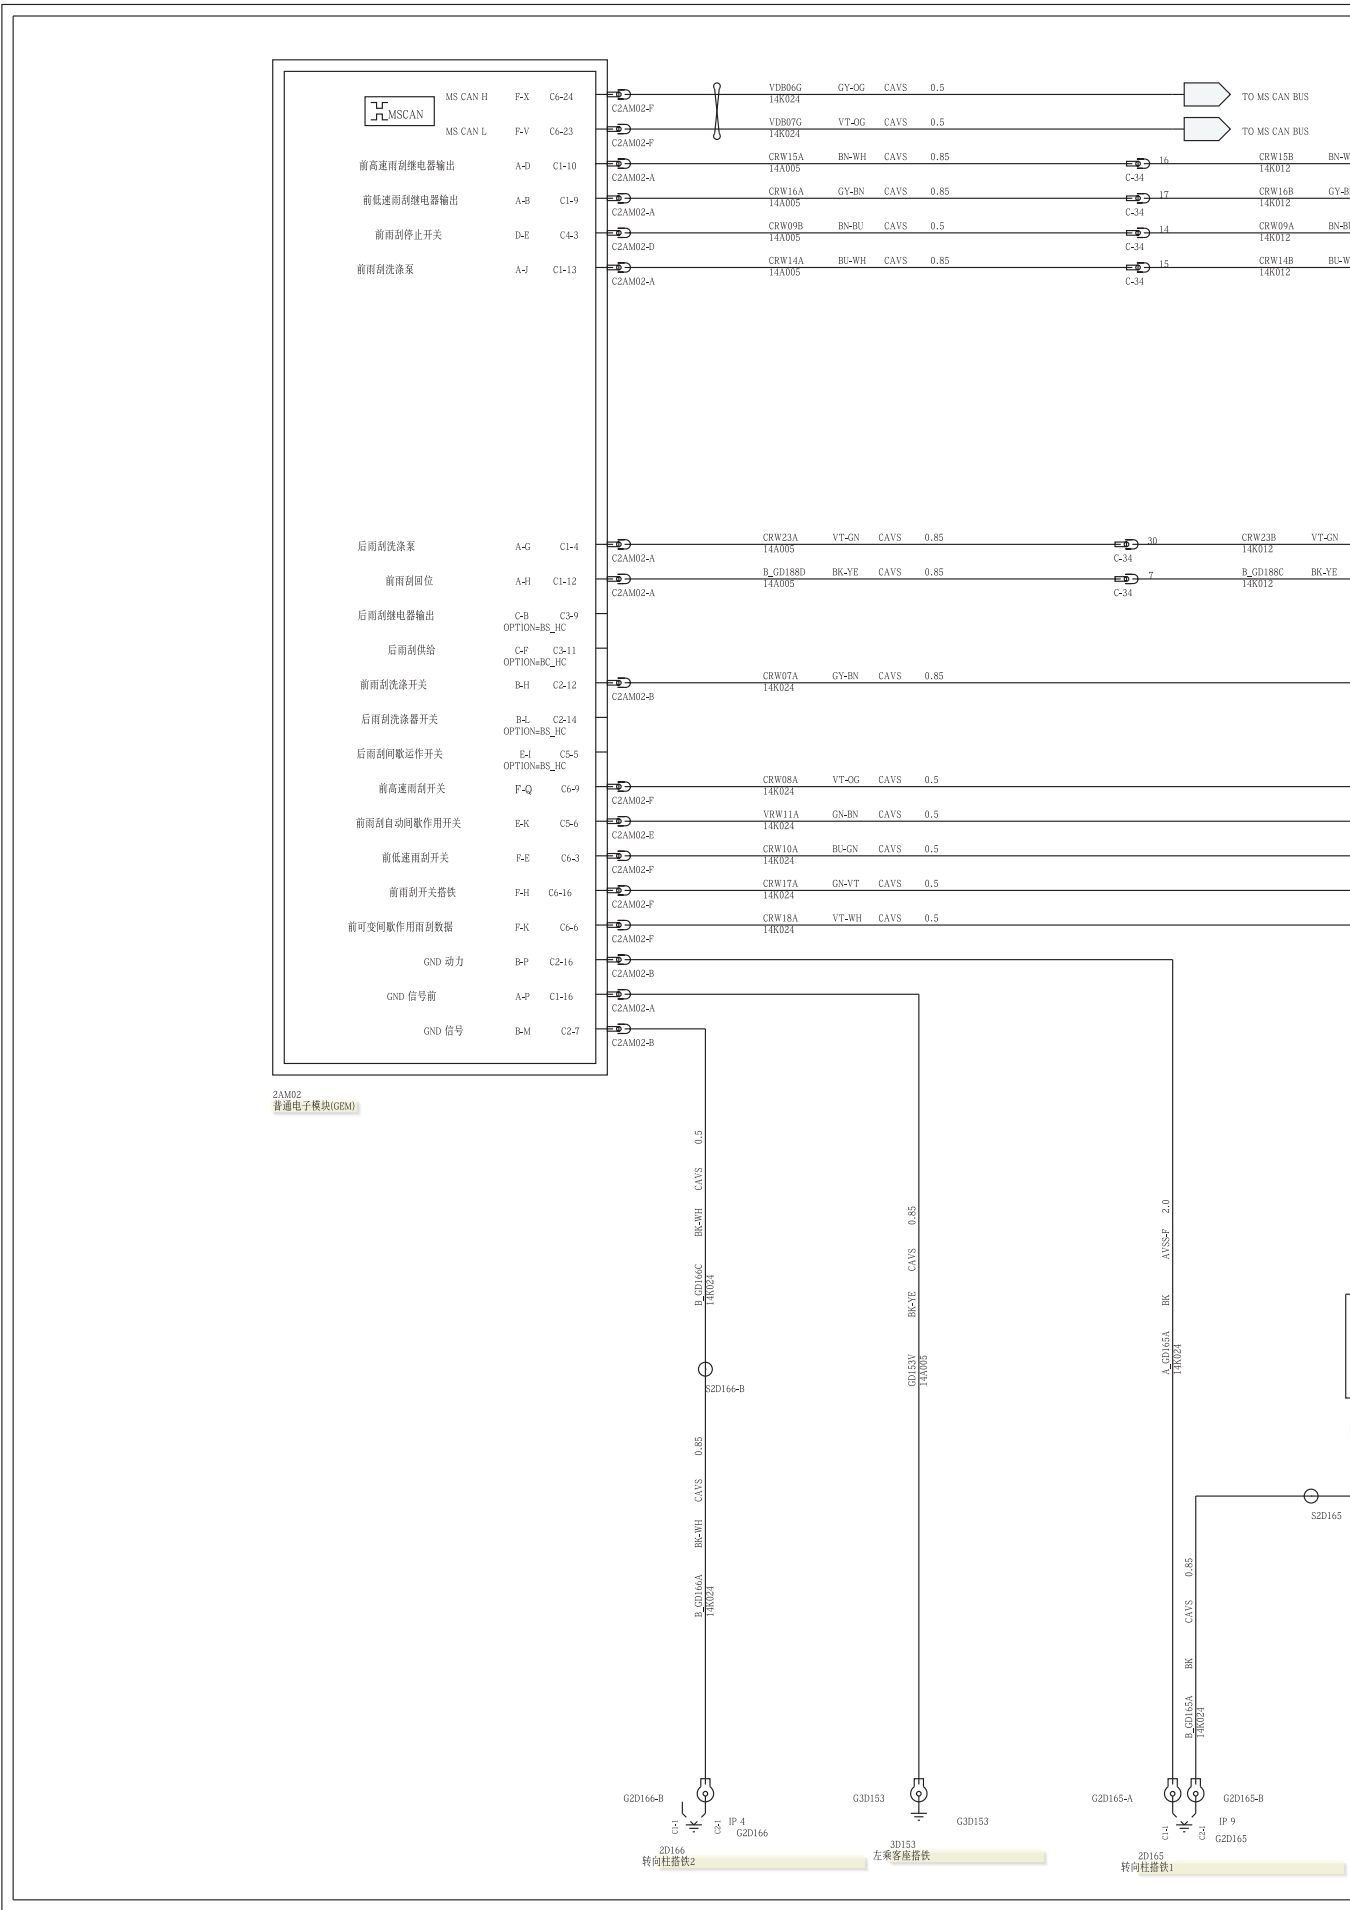 MSCAN
MS CAN H F-X C6-24 C2AM02-F VDB06G GY-OG CAVS 0.5 14K024 TO MS CAN BUS
MS CAN L F-V C6-23 C2AM02-F VDB07G VT-OG CAVS 0.5 14K024 TO MS CAN BUS
前高速雨刮继电器输出 A-D C1-10 C2AM02-A CRW15A BN-WH CAVS 0.85 14A005 16 C-34 CRW15B 14K012
前低速雨刮继电器输出 A-B C1-9 C2AM02-A CRW16A GY-BN CAVS 0.85 14A005 17 C-34 CRW16B 14K012
前雨刮停止开关 D-E C4-3 C2AM02-D CRW09B BN-BU CAVS 0.5 14A005 14 C-34 CRW09A 14K012
前雨刮洗涤泵 A-J C1-13 C2AM02-A CRW14A BU-WH CAVS 0.85 14A005 15 C-34 CRW14B 14K012
后雨刮洗涤泵 A-G C1-4 C2AM02-A CRW23A VT-GN CAVS 0.85 14A005 30 C-34 CRW23B VT-GN 14K012
前雨刮回位 A-H C1-12 C2AM02-A B_GD188D BK-YE CAVS 0.85 14A005 7 C-34 B_GD188C BK-YE 14K012
后雨刮继电器输出 C-B C3-9
OPTION=BS_HC
后雨刮供给 C-F C3-11
OPTION=BC_HC
前雨刮洗涤开关 B-H C2-12 C2AM02-B CRW07A GY-BN CAVS 0.85 14K024
后雨刮洗涤器开关 B-L C2-14
OPTION=BS_HC
后雨刮间歇运作开关 E-I C5-5
OPTION=BS_HC
前高速雨刮开关 F-Q C6-9 C2AM02-F CRW08A VT-OG CAVS 0.5 14K024
前雨刮自动间歇作用开关 E-K C5-6 C2AM02-E VRW11A GN-BN CAVS 0.5 14K024
前低速雨刮开关 F-E C6-3 C2AM02-F CRW10A BU-GN CAVS 0.5 14K024
前雨刮开关搭铁 F-H C6-16 C2AM02-F CRW17A GN-VT CAVS 0.5 14K024
前可变间歇作用雨刮数据 F-K C6-6 C2AM02-F CRW18A VT-WH CAVS 0.5 14K024
GND 动力 B-P C2-16 C2AM02-B
GND 信号前 A-P C1-16 C2AM02-A
GND 信号 B-M C2-7 C2AM02-B
2AM02
普通电子模块(GEM)
B_GD166C BK-WH CAVS 0.5
14K024
S2D166-B
B_GD166A BK-WH CAVS 0.85
14K024
GD153V BK-YE CAVS 0.85
14A005
A_GD165A BK AVSS-F 2.0
14K024
S2D165
B_GD165A BK CAVS 0.85
14K024
G2D166-B
C1-1 C2-1 IP 4
G2D166
2D166
转向柱搭铁2
G3D153
G3D153
3D153
左乘客座搭铁
G2D165-A G2D165-B
C1-1 C2-1 IP 9
G2D165
2D165
转向柱搭铁1